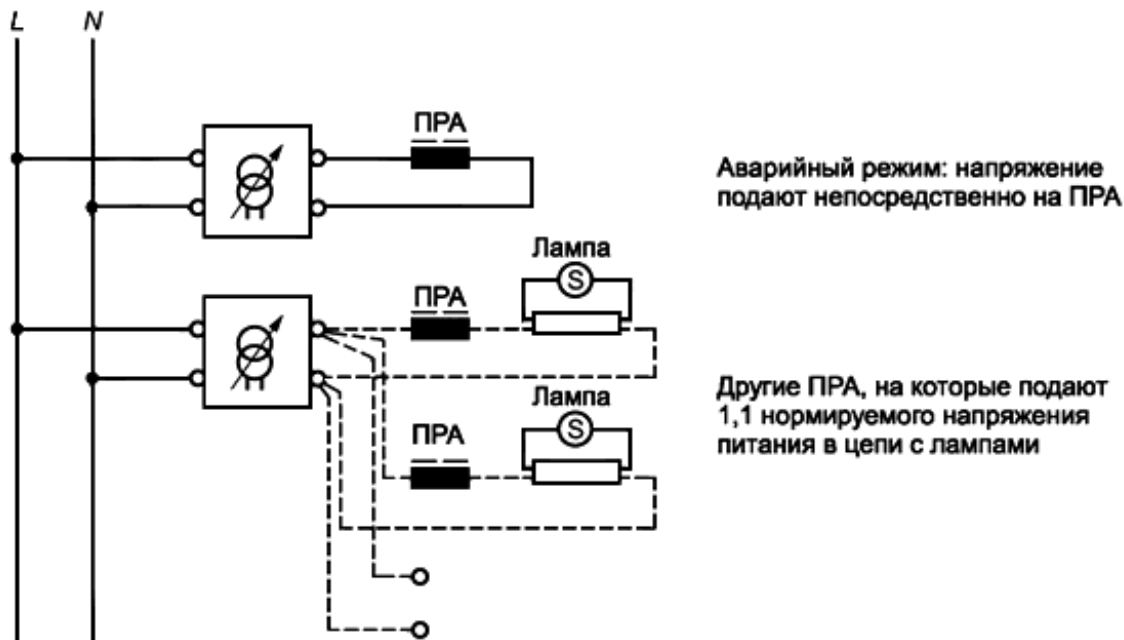 L N
ПРА
Аварийный режим: напряжение
подают непосредственно на ПРА
Лампа
S
ПРА
Лампа
S
ПРА
Другие ПРА, на которые подают
1,1 нормируемого напряжения
питания в цепи с лампами